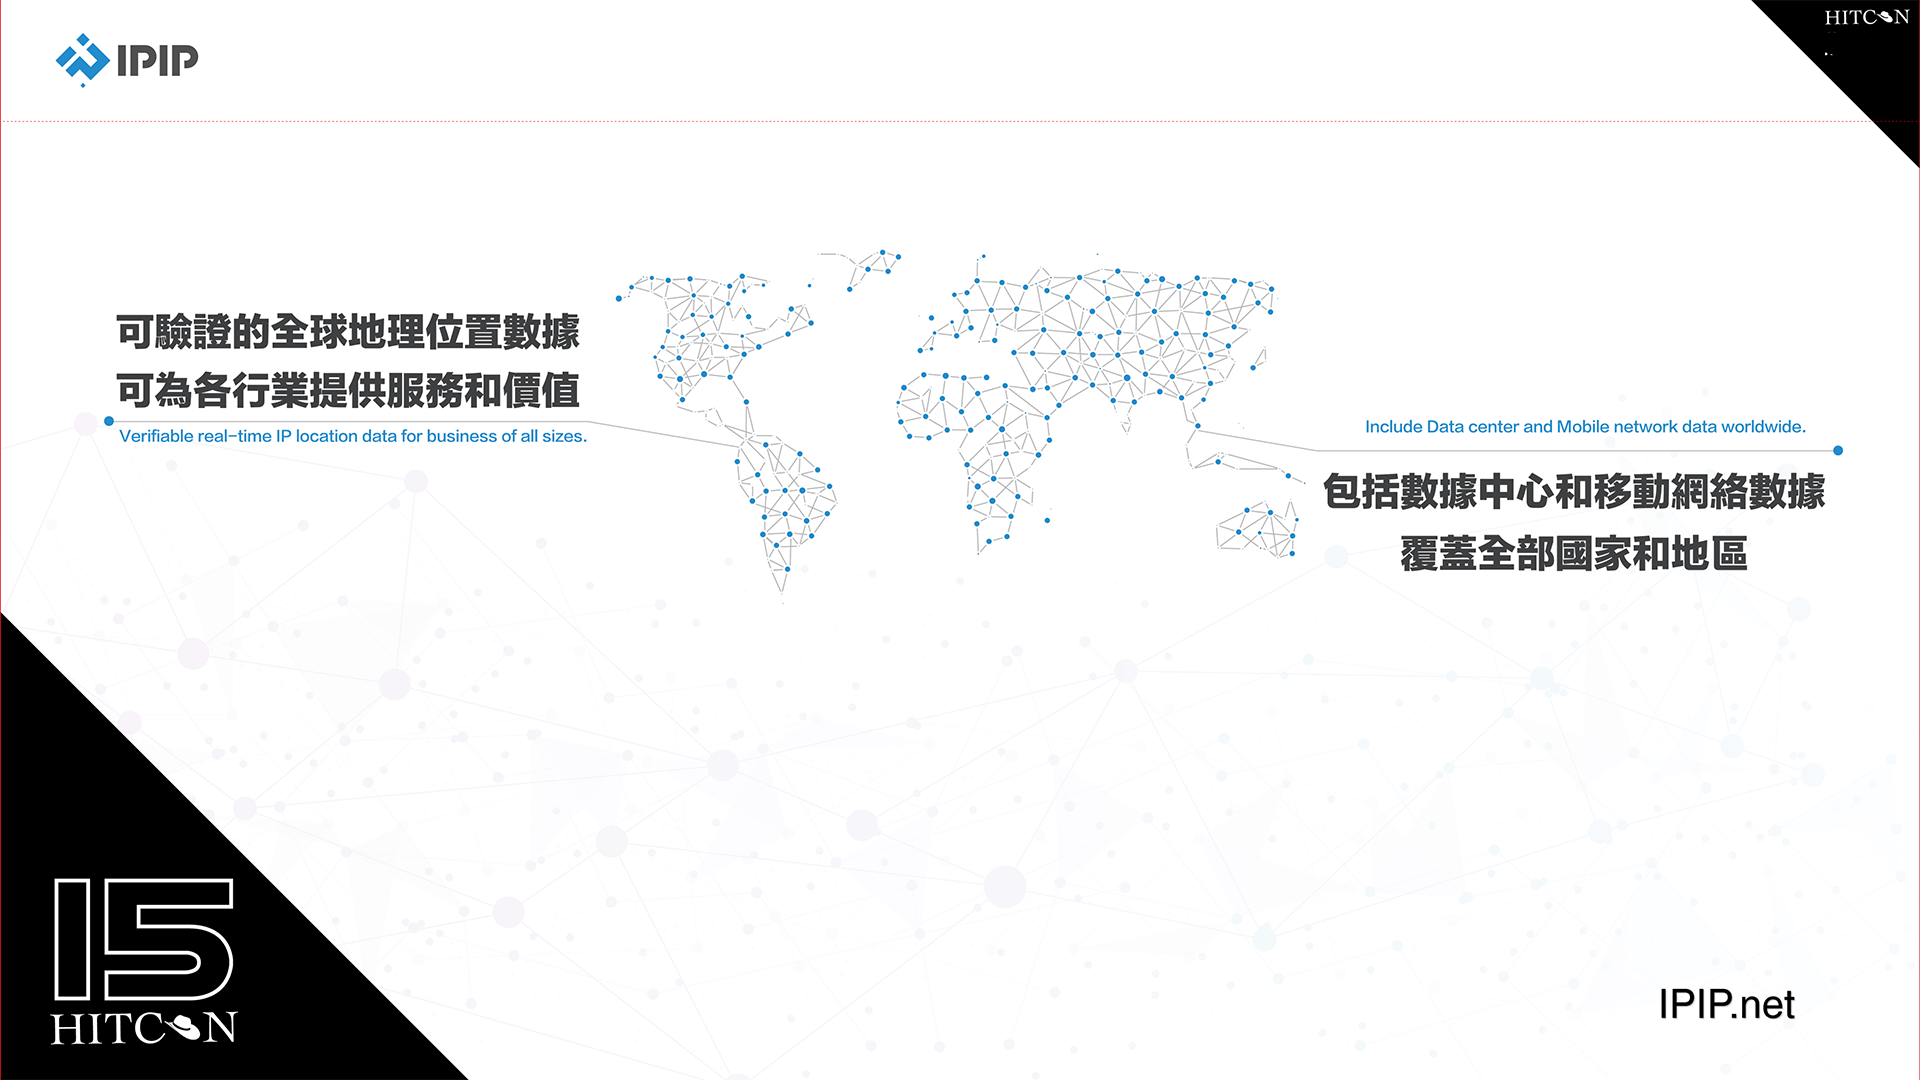 IPIP
HITCON
可驗證的全球地理位置數據
可為各行業提供服務和價值
Verifiable real-time IP location data for business of all sizes.
Include Data center and Mobile network data worldwide.
包括數據中心和移動網絡數據
覆蓋全部國家和地區
15
HITCON
IPIP.net